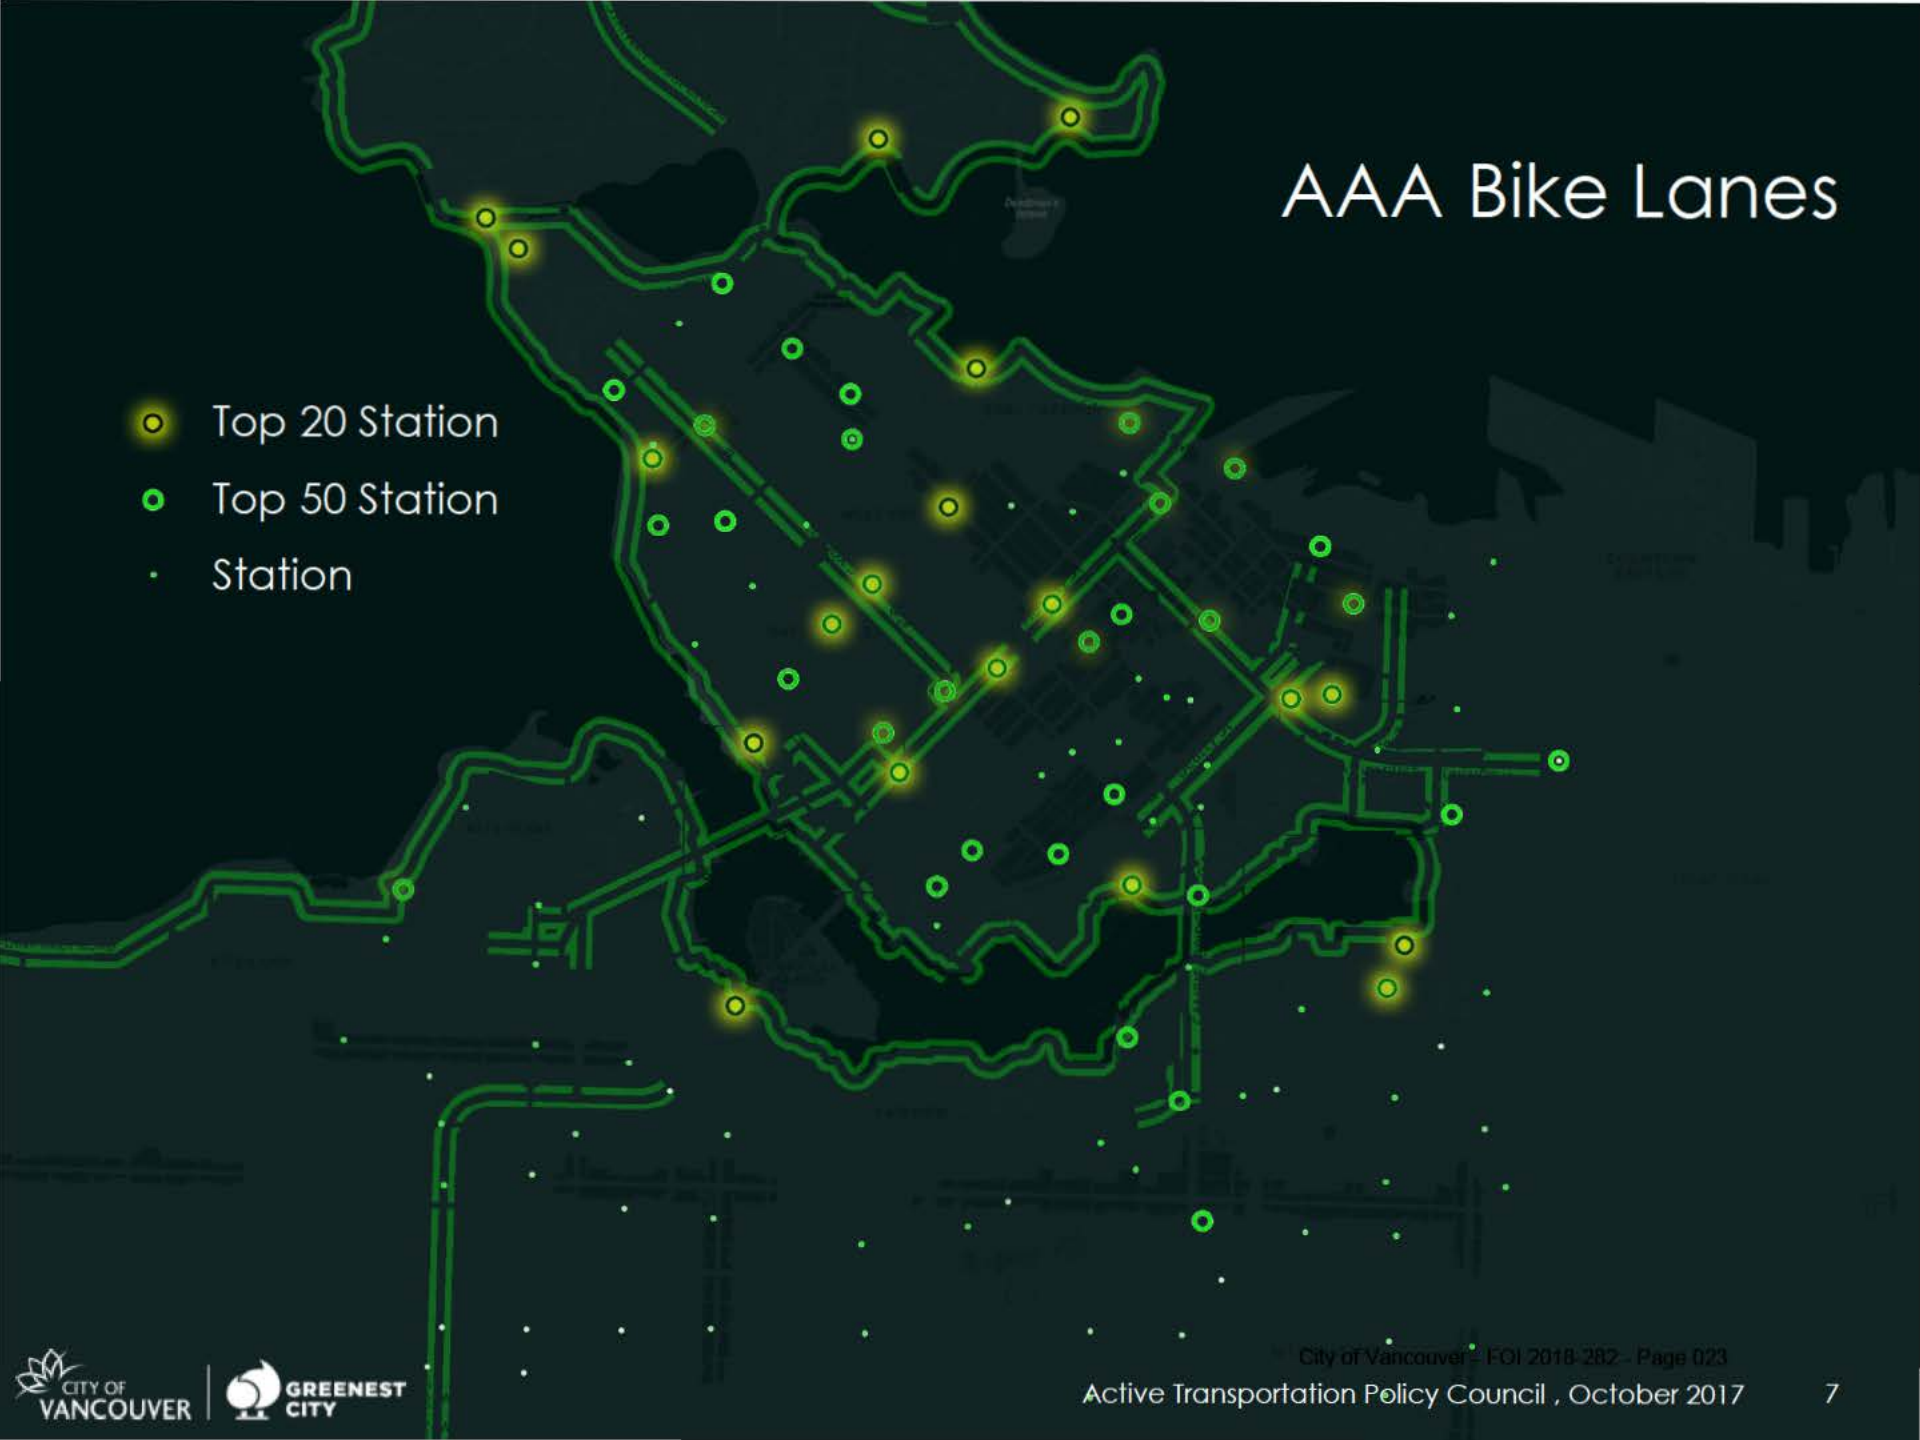 AAA Bike Lanes
Top 20 Station
Top 50 Station
Station
CITY OF
VANCOUVER
GREENEST
CITY
City of Vancouver - FOI 2018-282 - Page 023
Active Transportation Policy Council , October 2017
7